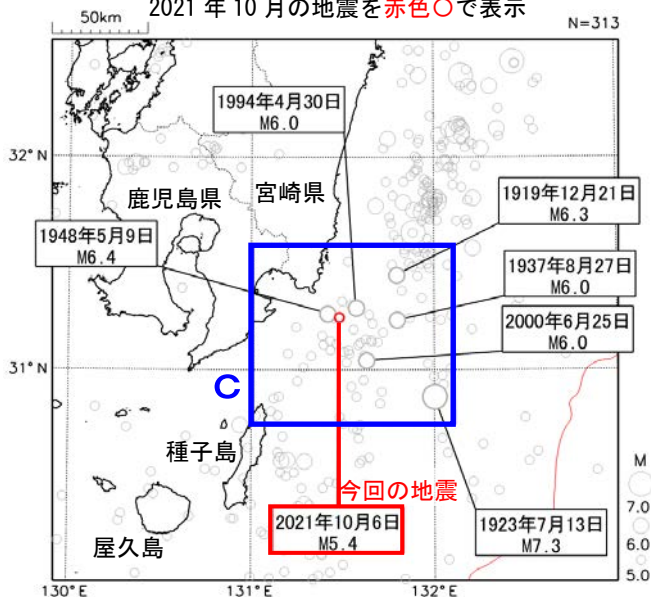 2021 年 10 月の地震を赤色○で表示
50km
N=313
1994年4月30日
M6.0
32°N
鹿児島県
宮崎県
1919年12月21日
M6.3
1948年5月9日
M6.4
1937年8月27日
M6.0
2000年6月25日
M6.0
31°N
C
種子島
今回の地震
M
7.0
6.0
5.0
2021年10月6日
M5.4
1923年7月13日
M7.3
屋久島
130°E
131°E
132°E